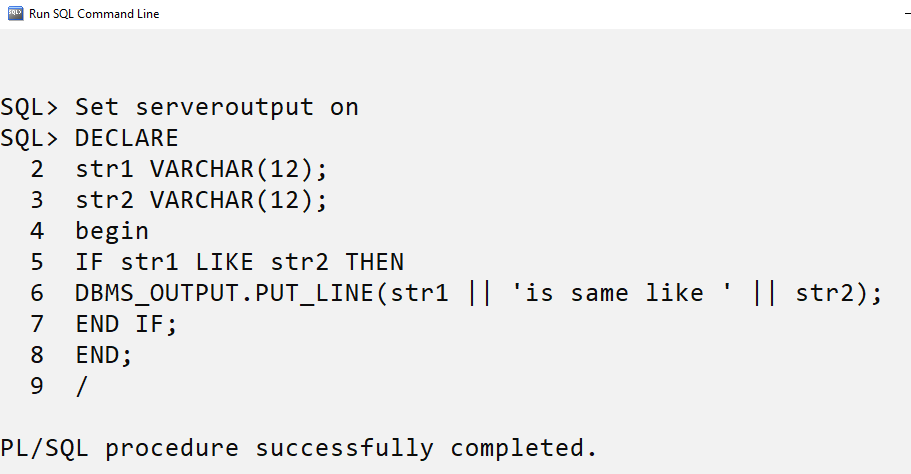 Run SQL Command Line
SQL> Set serveroutput on
SQL> DECLARE
2 str1 VARCHAR(12);
3 str2 VARCHAR(12);
4 begin
5 IF str1 LIKE str2 THEN
6 DBMS_OUTPUT.PUT_LINE(str1 || 'is same like ' || str2);
7 END IF;
8 END;
9 /
PL/SQL procedure successfully completed.